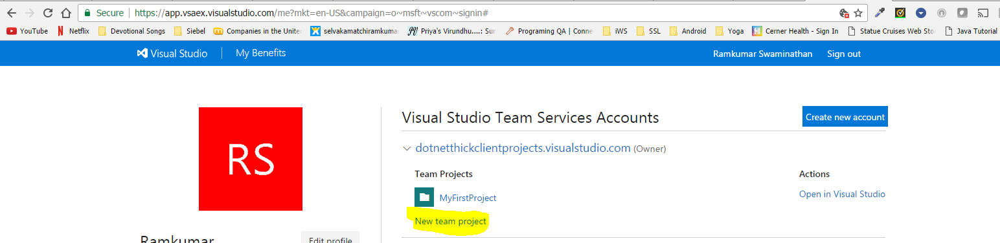 Secure https://app.vsaex.visualstudio.com/me?mkt=en-US&campaign=o~msft~vscom~signin#
YouTube Netflix Devotional Songs Siebel Companies in the Unite selvakamatchiramkuma Priya's Virundhu....: Sur Programing QA | Conne iWS SSL Android Yoga Cerner Health - Sign In Statue Cruises Web Sto Java Tutorial
Visual Studio My Benefits Ramkumar Swaminathan Sign out
RS
Visual Studio Team Services Accounts Create new account
dotnetthickclientprojects.visualstudio.com (Owner)
Team Projects Actions
MyFirstProject Open in Visual Studio
New team project
Ramkumar Edit profile